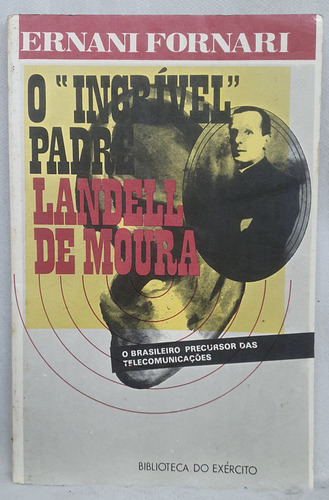 ERNANI FORNARI
O "INCRÍVEL"
PADRE
LANDELL
DE MOURA
O BRASILEIRO PRECURSOR DAS
TELECOMUNICAÇÕES
BIBLIOTECA DO EXÉRCITO